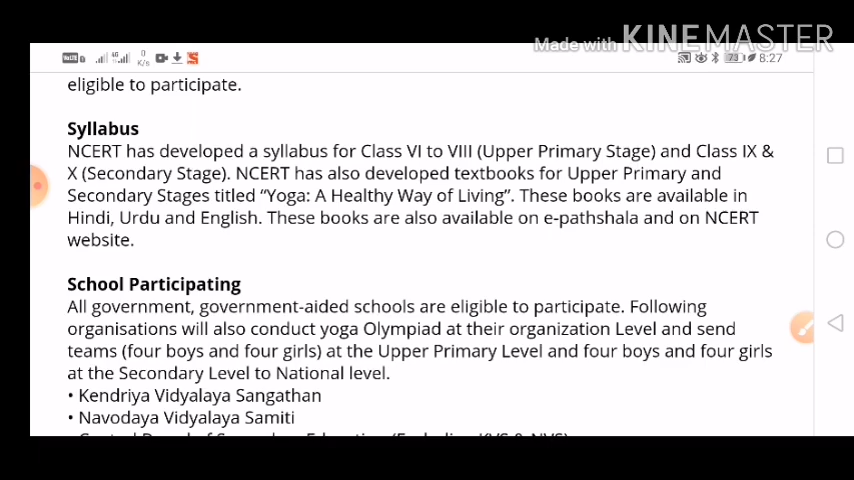 Made with KINEMASTER
4G 0 K/s 73 8:27
eligible to participate.
Syllabus
NCERT has developed a syllabus for Class VI to VIII (Upper Primary Stage) and Class IX &
X (Secondary Stage). NCERT has also developed textbooks for Upper Primary and
Secondary Stages titled “Yoga: A Healthy Way of Living”. These books are available in
Hindi, Urdu and English. These books are also available on e-pathshala and on NCERT
website.
School Participating
All government, government-aided schools are eligible to participate. Following
organisations will also conduct yoga Olympiad at their organization Level and send
teams (four boys and four girls) at the Upper Primary Level and four boys and four girls
at the Secondary Level to National level.
• Kendriya Vidyalaya Sangathan
• Navodaya Vidyalaya Samiti